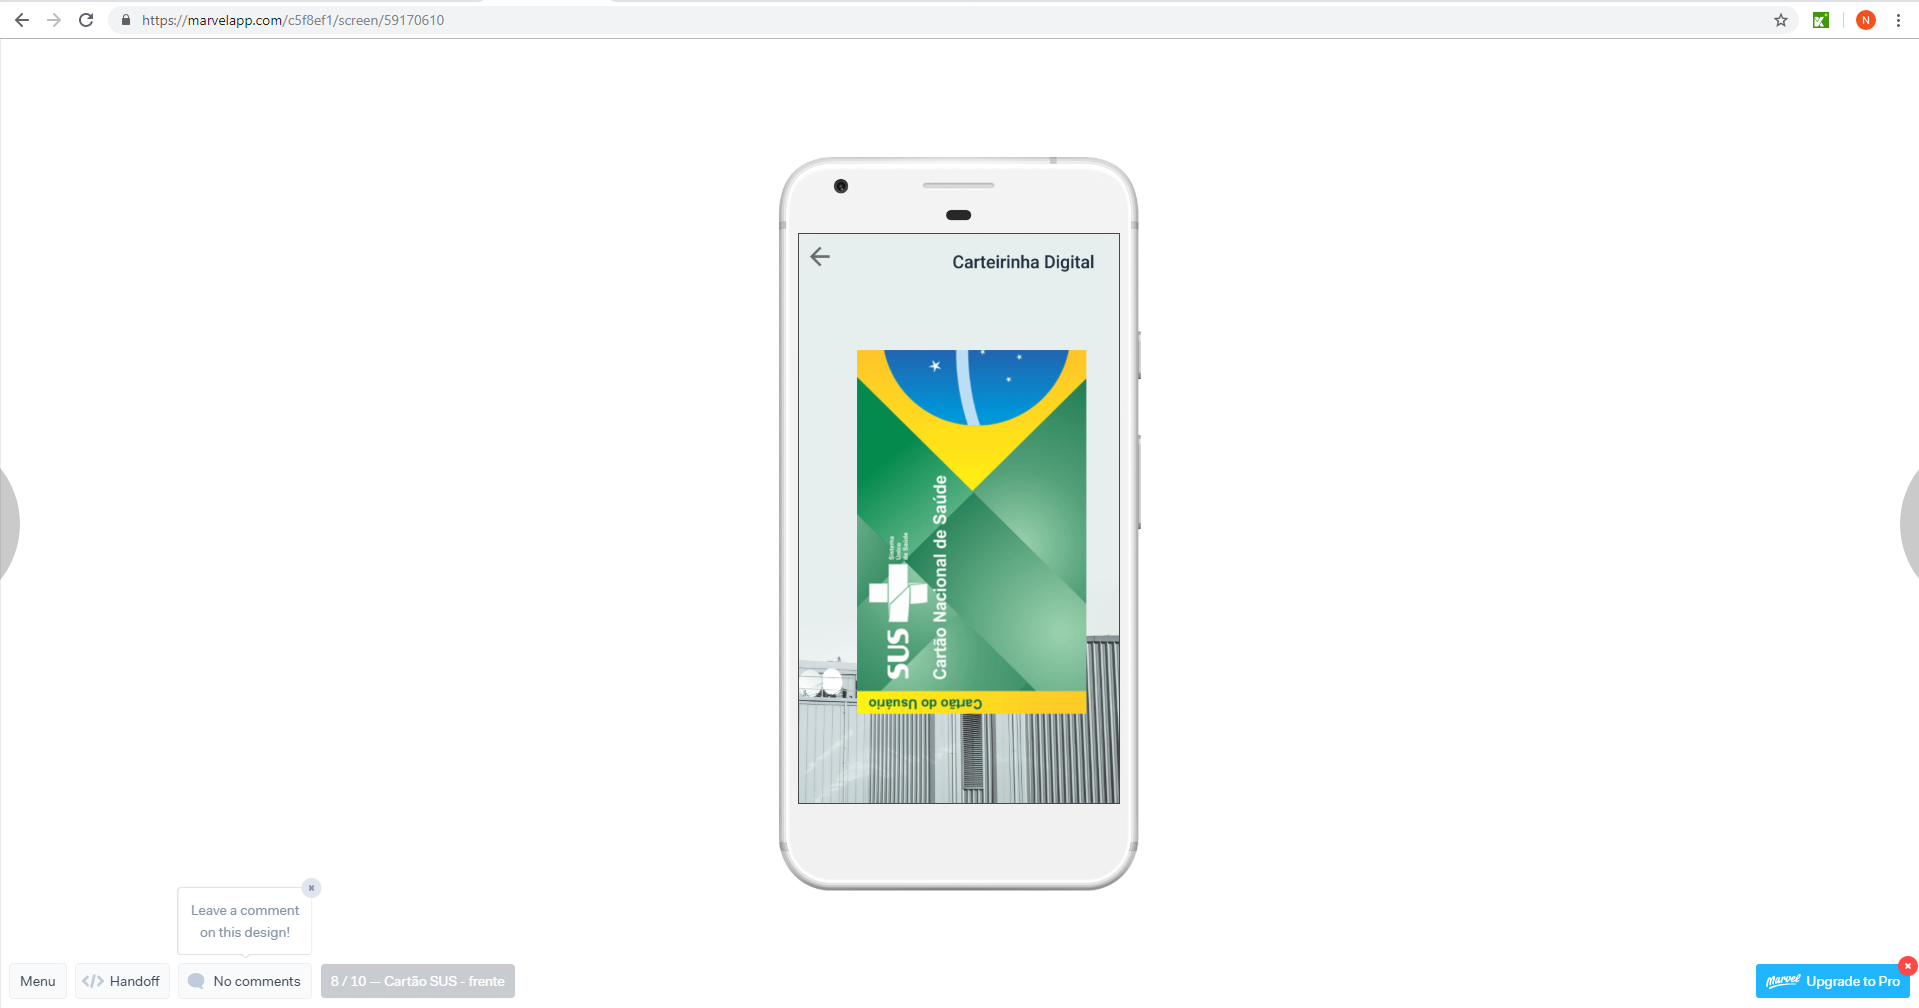 https://marvelapp.com/c5f8ef1/screen/59170610
N
Carteirinha Digital
Sistema
Único
de Saúde
SUS
Cartão Nacional de Saúde
Cartão do Usuário
Leave a comment
on this design!
Menu
</> Handoff
No comments
8 / 10 — Cartão SUS - frente
Marvel Upgrade to Pro